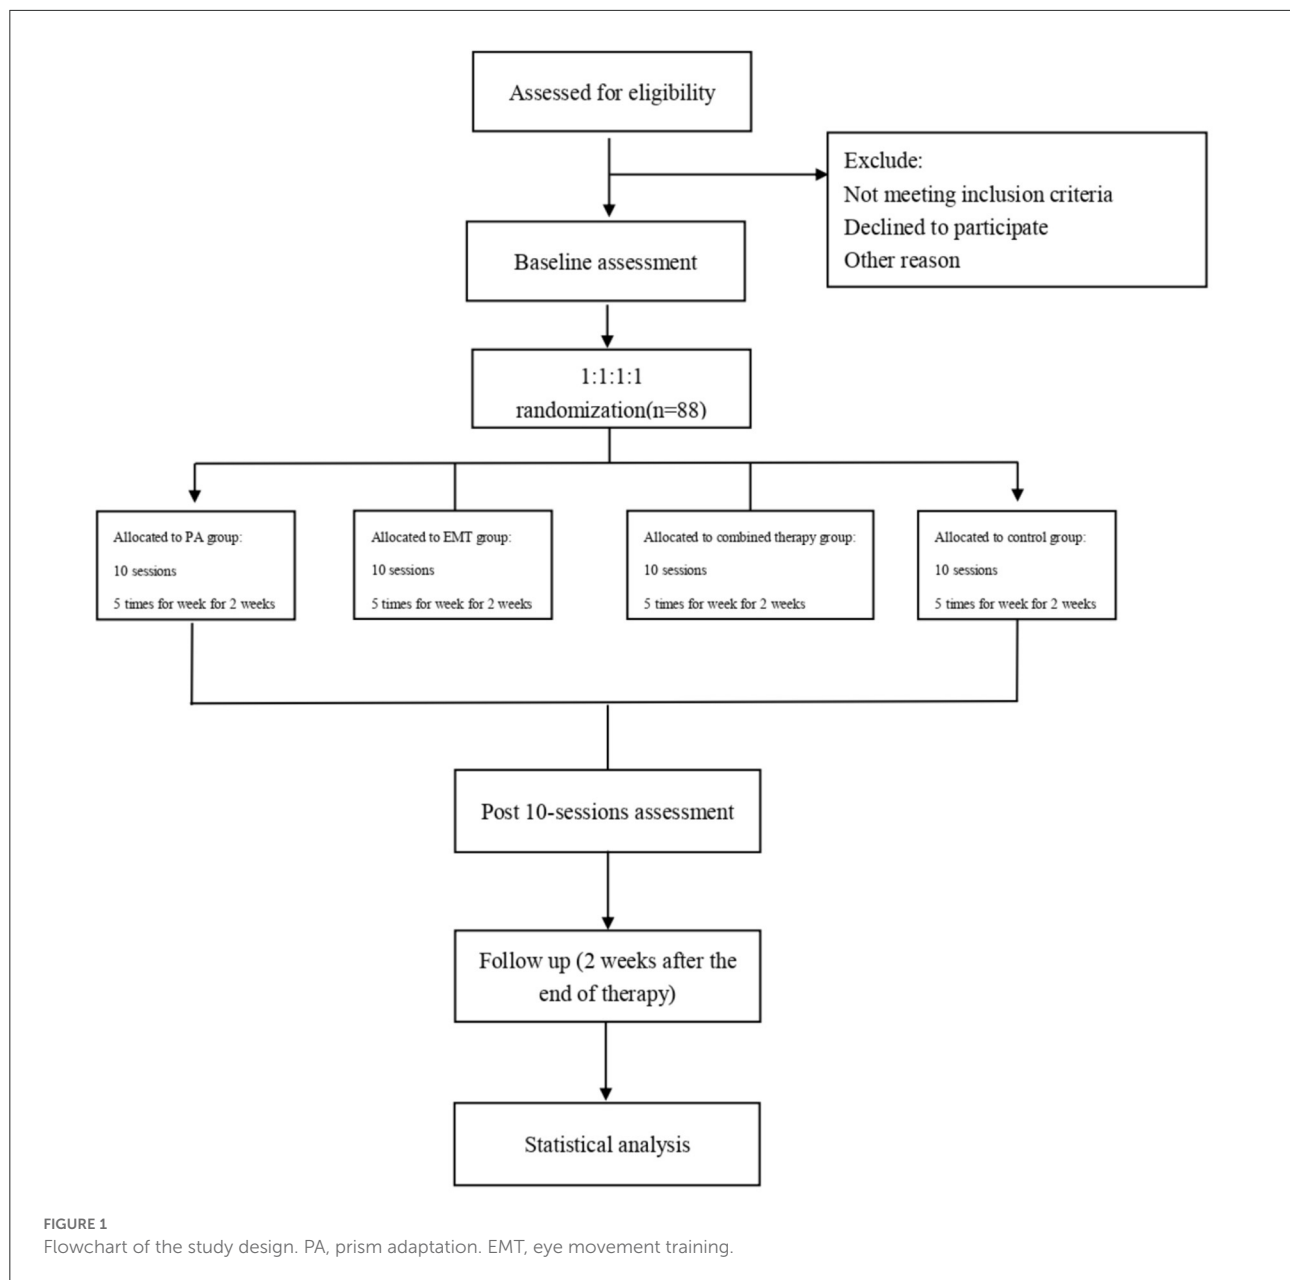 Assessed for eligibility
Exclude:
Not meeting inclusion criteria
Declined to participate
Other reason
Baseline assessment
1:1:1:1
randomization(n=88)
Allocated to PA group:
10 sessions
5 times for week for 2 weeks
Allocated to EMT group:
10 sessions
5 times for week for 2 weeks
Allocated to combined therapy group:
10 sessions
5 times for week for 2 weeks
Allocated to control group:
10 sessions
5 times for week for 2 weeks
Post 10-sessions assessment
Follow up (2 weeks after the
end of therapy)
Statistical analysis
FIGURE 1
Flowchart of the study design. PA, prism adaptation. EMT, eye movement training.